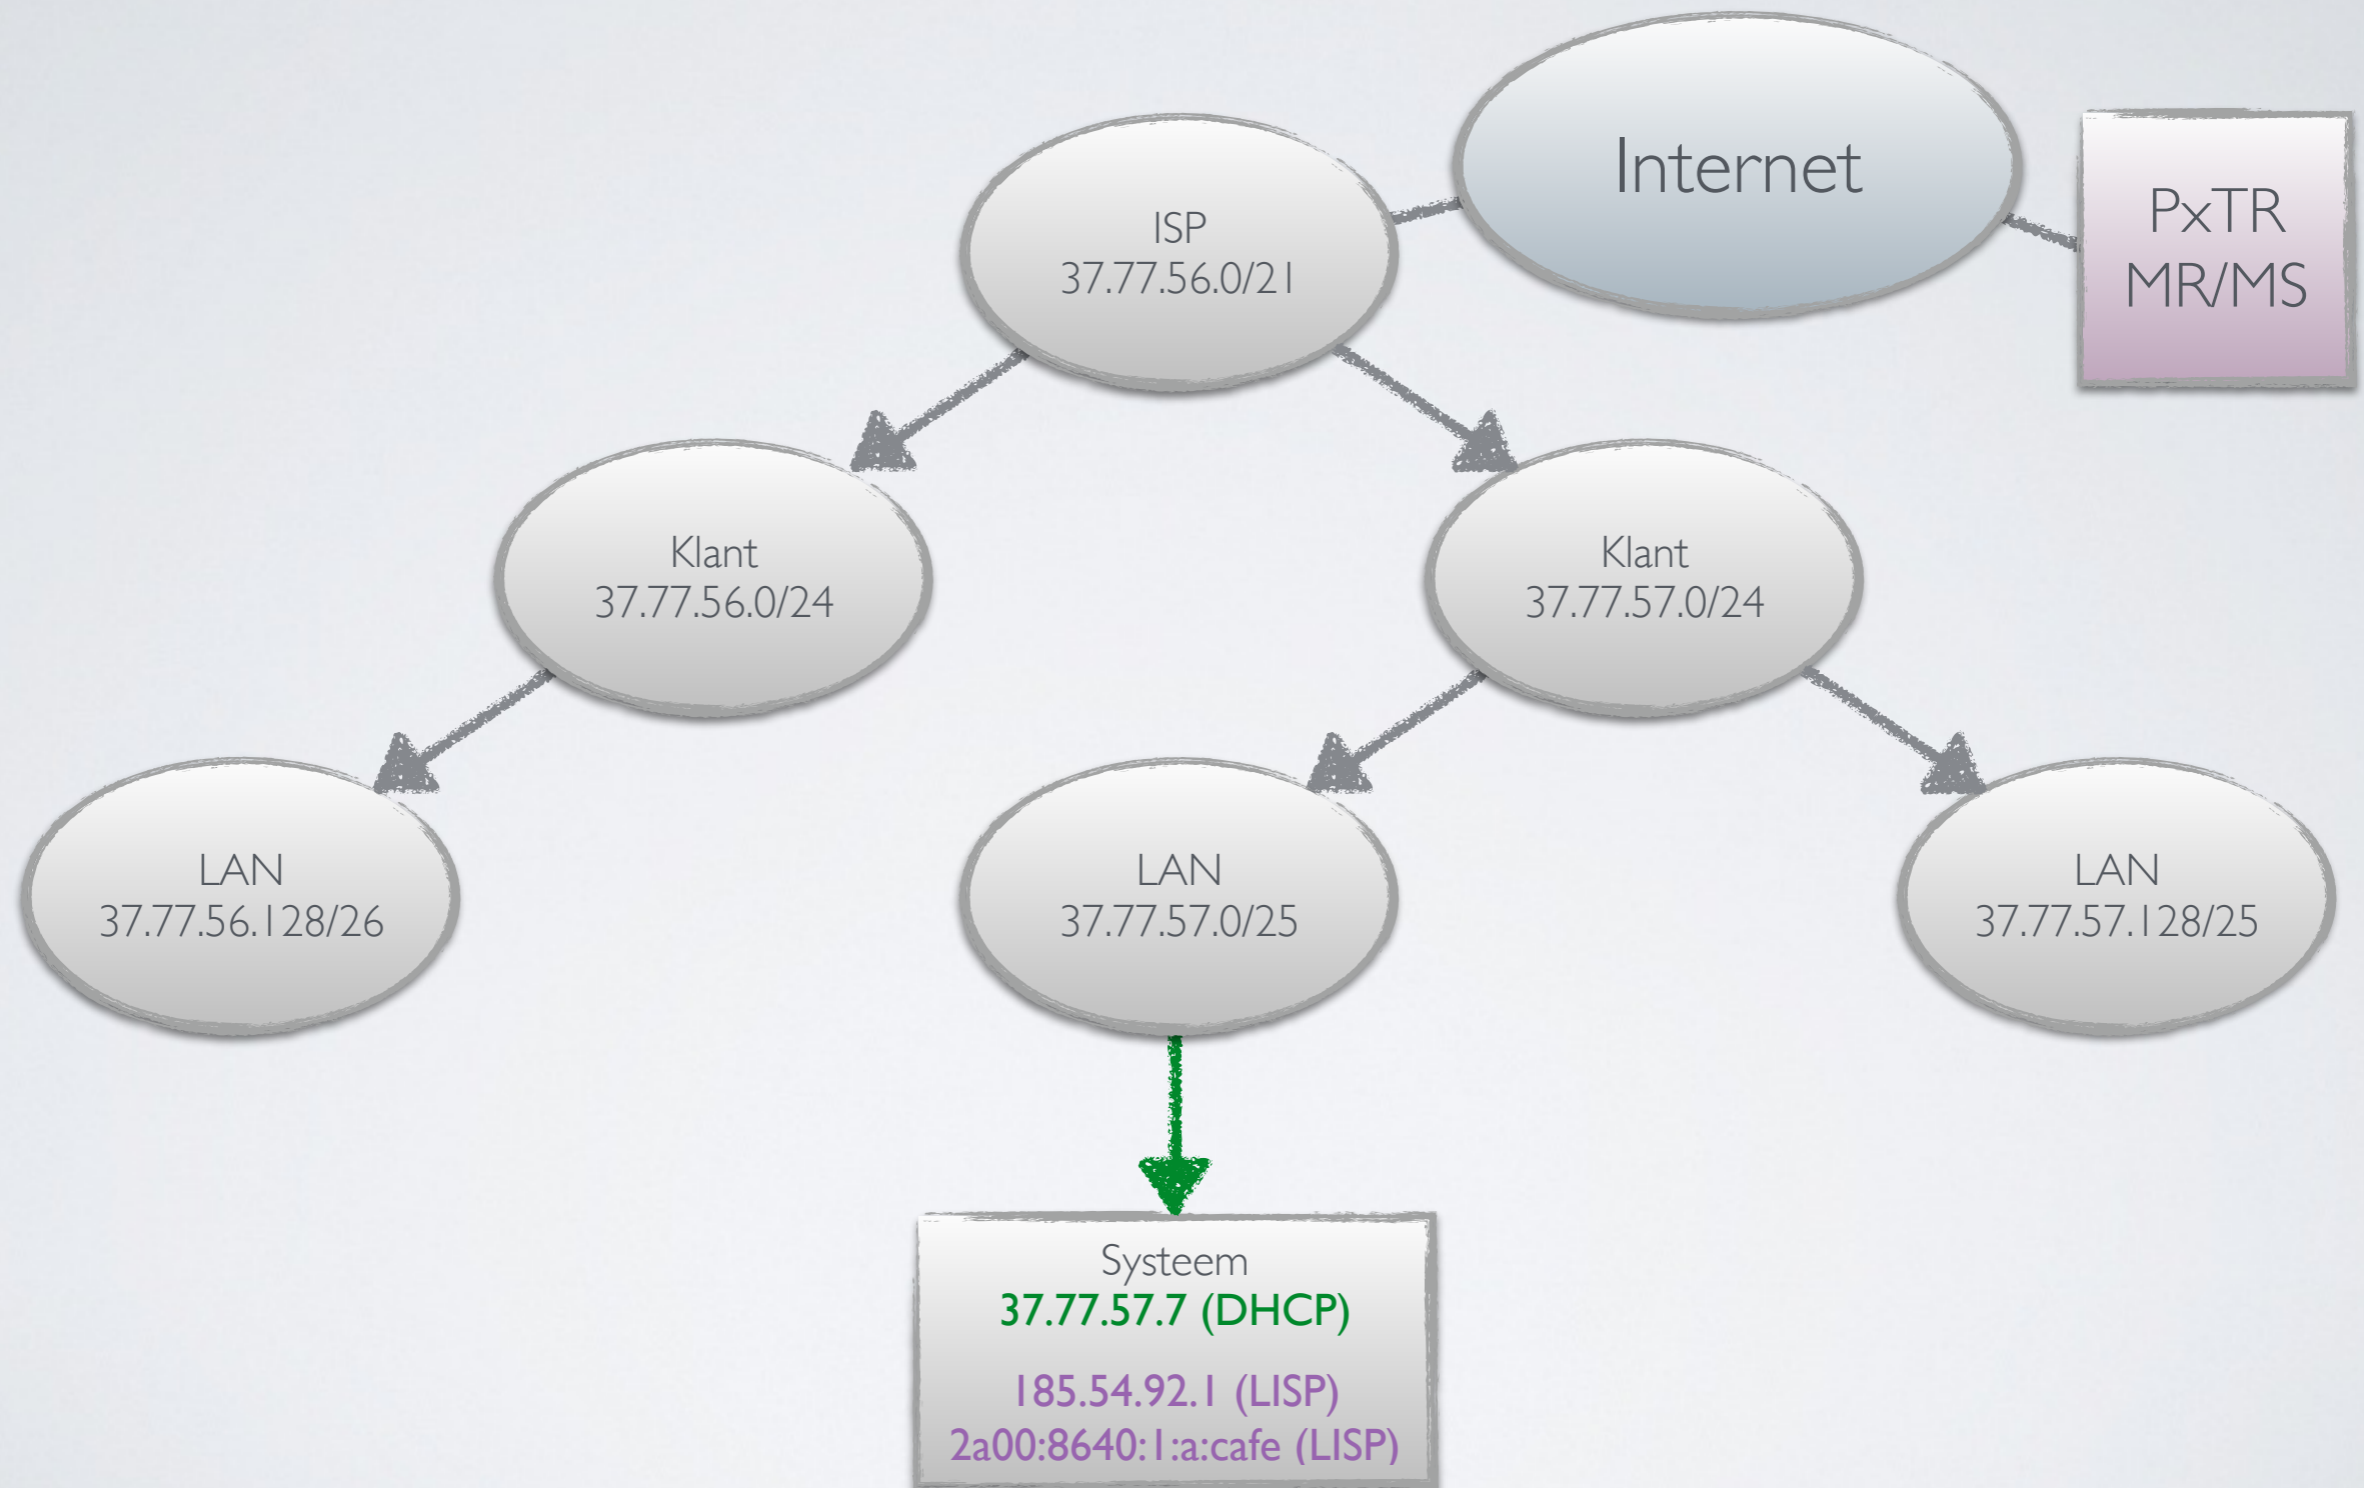 Internet
PxTR
MR/MS
ISP
37.77.56.0/21
Klant
37.77.56.0/24
Klant
37.77.57.0/24
LAN
37.77.56.128/26
LAN
37.77.57.0/25
LAN
37.77.57.128/25
Systeem
37.77.57.7 (DHCP)
185.54.92.1 (LISP)
2a00:8640:1:a:cafe (LISP)